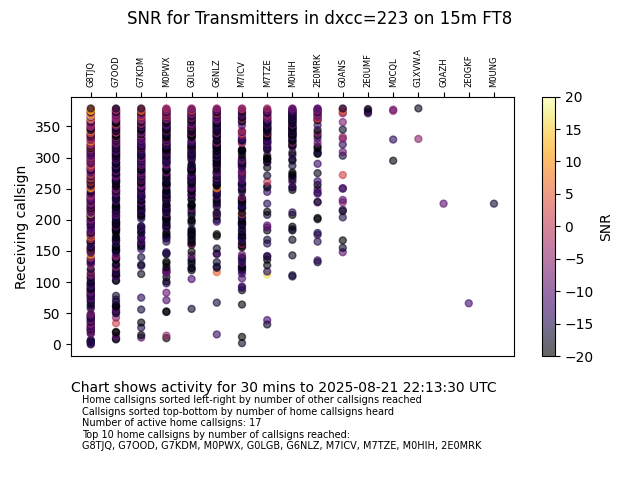 SNR for Transmitters in dxcc=223 on 15m FT8
G8TJQ G7OOD G7KDM M0PWX G0LGB G6NLZ M7ICV M7TZE M0HIH 2E0MRK G0ANS 2E0UMF M0CQL G1XVW.A G0AZH 2E0GKF M0UNG
350
300
250
200
150
100
50
0
Receiving callsign
20
15
10
5
0
−5
−10
−15
−20
SNR
Chart shows activity for 30 mins to 2025-08-21 22:13:30 UTC
Home callsigns sorted left-right by number of other callsigns reached
Callsigns sorted top-bottom by number of home callsigns heard
Number of active home callsigns: 17
Top 10 home callsigns by number of callsigns reached:
G8TJQ, G7OOD, G7KDM, M0PWX, G0LGB, G6NLZ, M7ICV, M7TZE, M0HIH, 2E0MRK